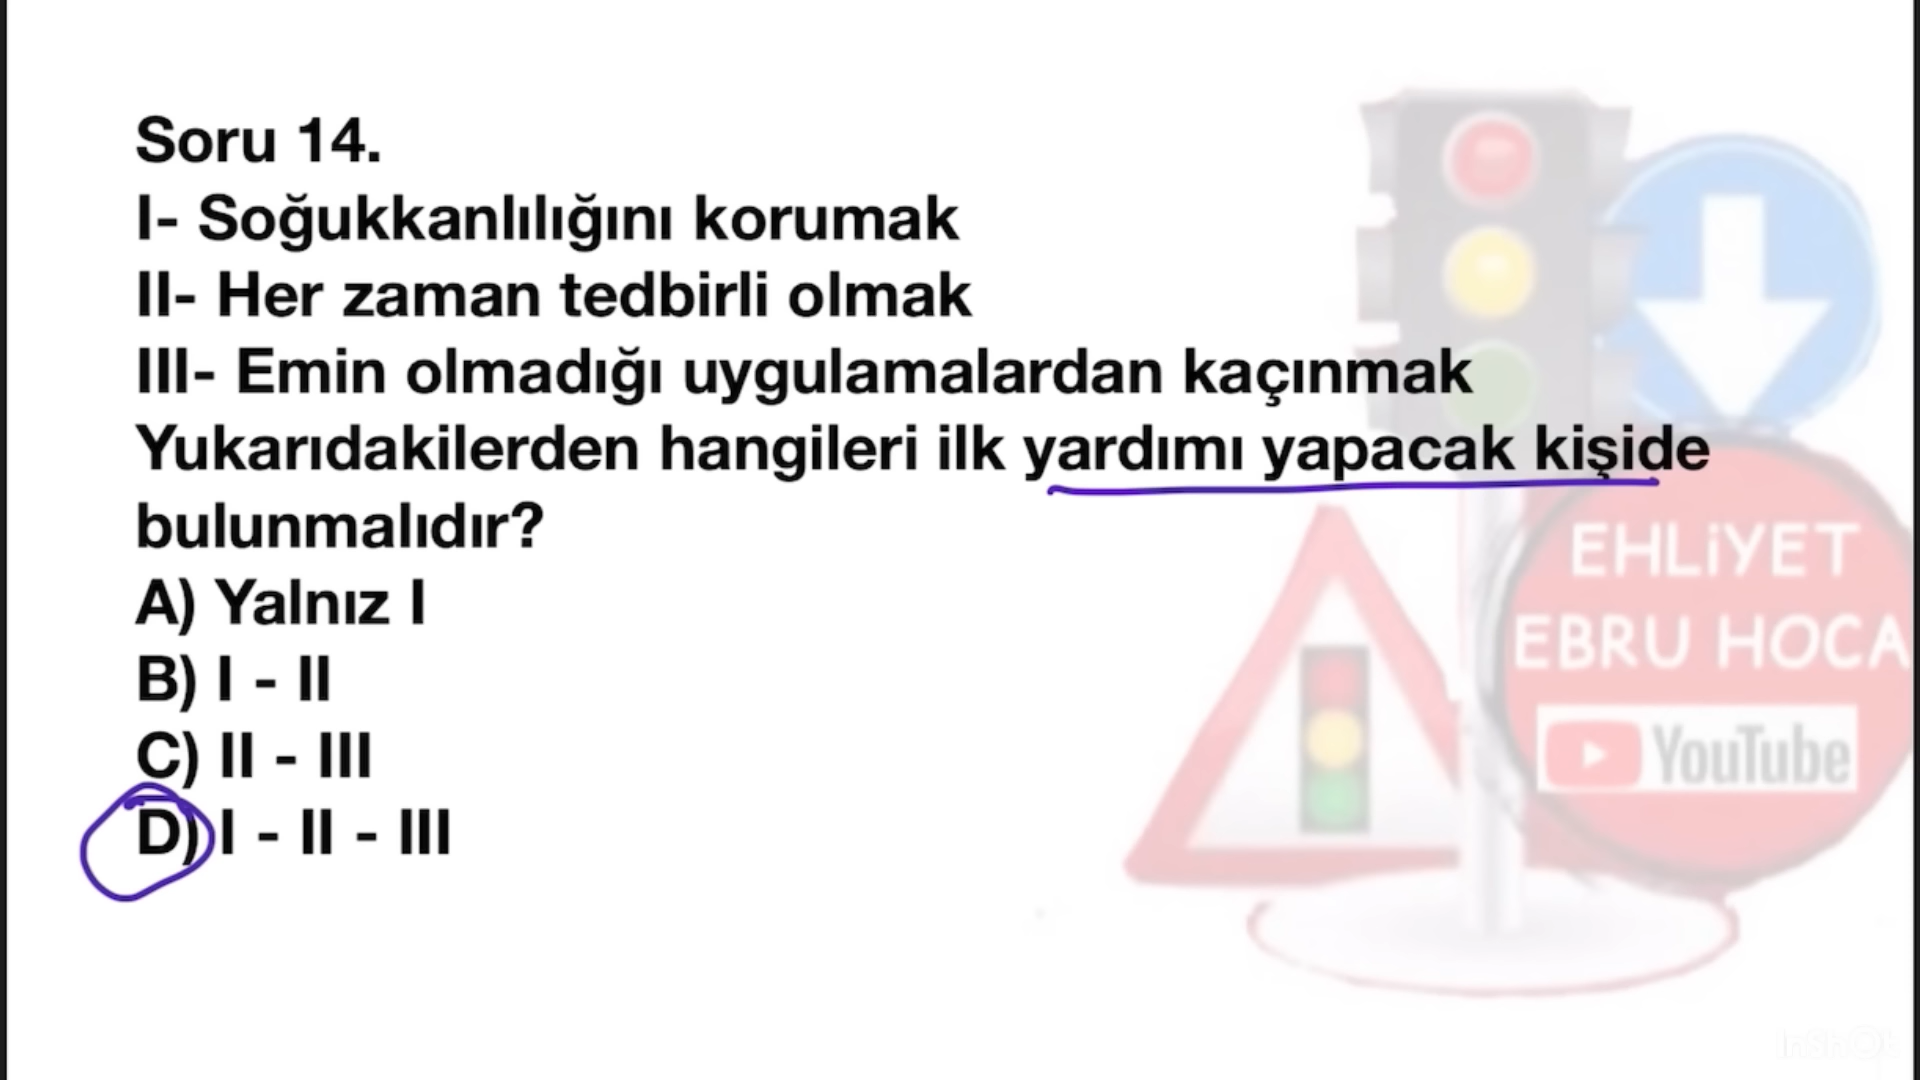 Soru 14.
I- Soğukkanlılığını korumak
II- Her zaman tedbirli olmak
III- Emin olmadığı uygulamalardan kaçınmak
Yukarıdakilerden hangileri ilk yardımı yapacak kişide
bulunmalıdır?
A) Yalnız I
B) I - II
C) II - III
D) I - II - III
EHLİYET
EBRU HOCA
YouTube
InShOt